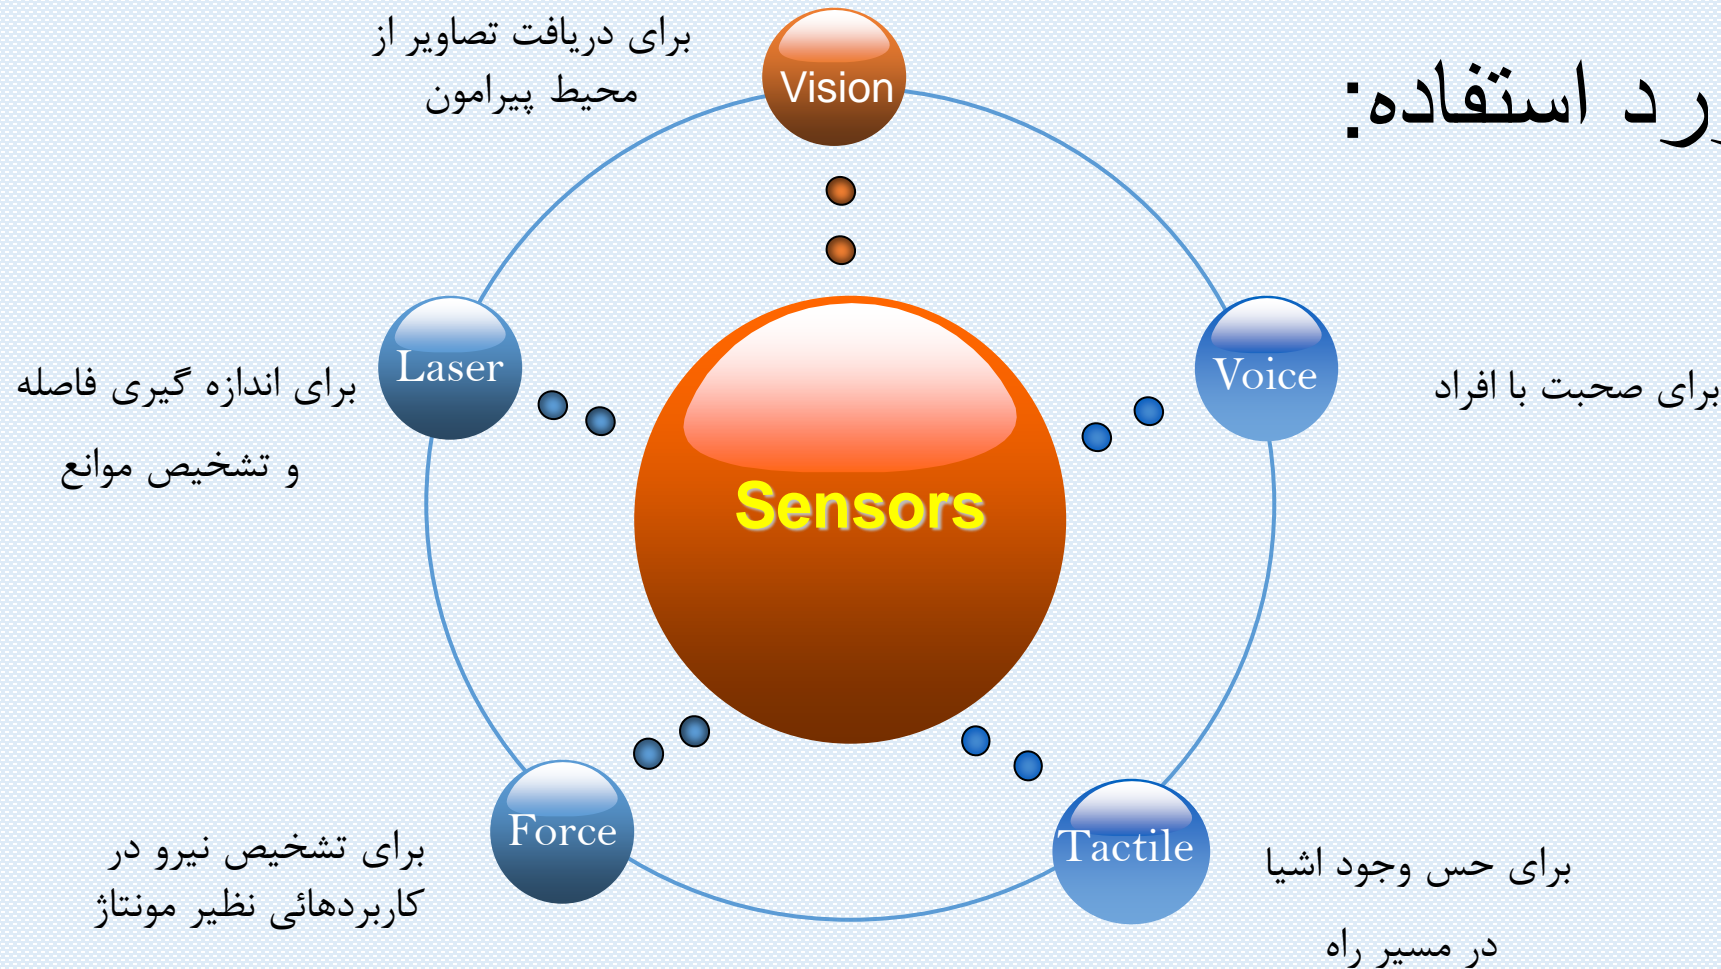 استفاده:
برای دریافت تصاویر از
محیط پیرامون
Vision
Laser
برای اندازه گیری فاصله
و تشخیص موانع
Voice
برای صحبت با افراد
Sensors
Force
برای تشخیص نیرو در
کاربردهائی نظیر مونتاژ
Tactile
برای حس وجود اشیا
در مسیر راه